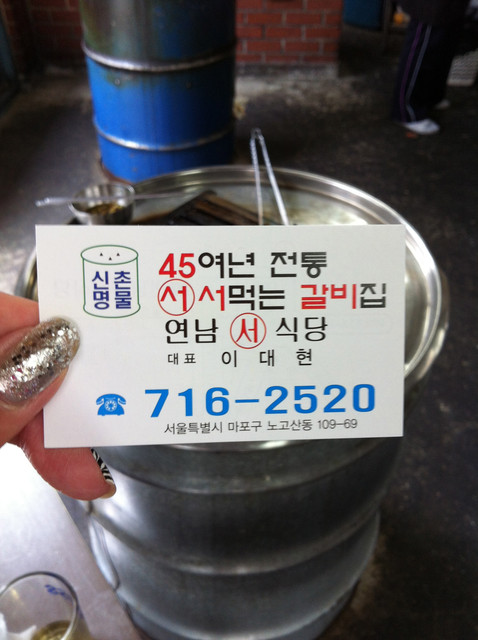 신촌
명물
45여년 전통
서서먹는 갈비집
연남 서 식당
대표 이대현
716-2520
서울특별시 마포구 노고산동 109-69